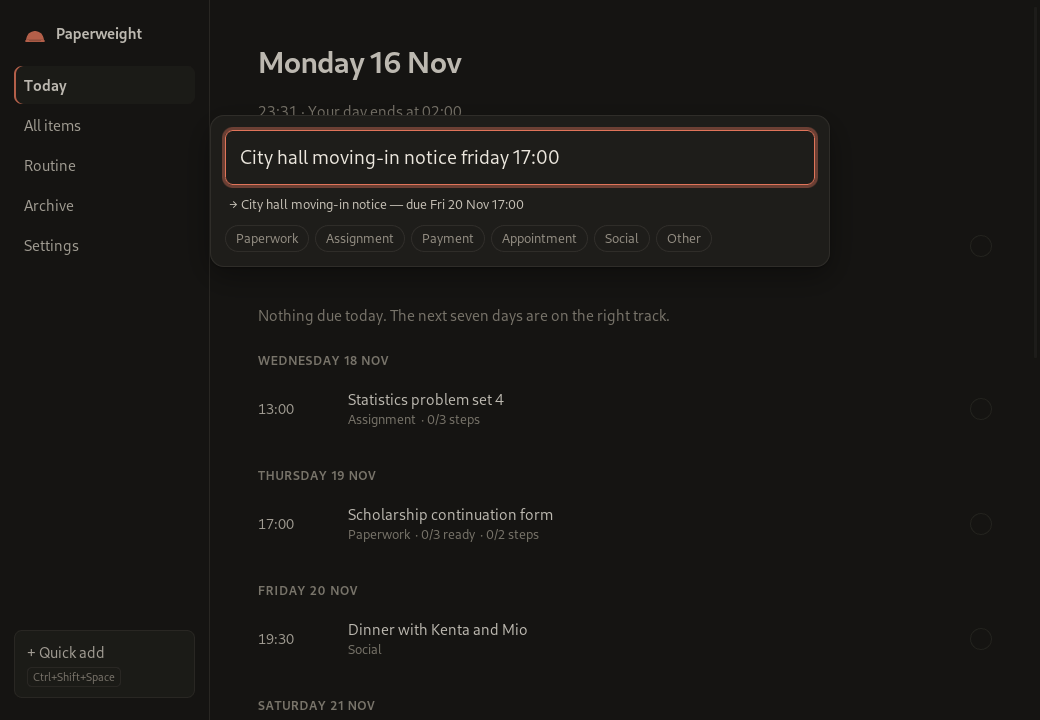 Paperweight
Today
All items
Routine
Archive
Settings
+ Quick add
Ctrl+Shift+Space
Monday 16 Nov
23:31 · Your day ends at 02:00
City hall moving-in notice friday 17:00
→ City hall moving-in notice — due Fri 20 Nov 17:00
Paperwork
Assignment
Payment
Appointment
Social
Other
Nothing due today. The next seven days are on the right track.
WEDNESDAY 18 NOV
13:00
Statistics problem set 4
Assignment · 0/3 steps
THURSDAY 19 NOV
17:00
Scholarship continuation form
Paperwork · 0/3 ready · 0/2 steps
FRIDAY 20 NOV
19:30
Dinner with Kenta and Mio
Social
SATURDAY 21 NOV